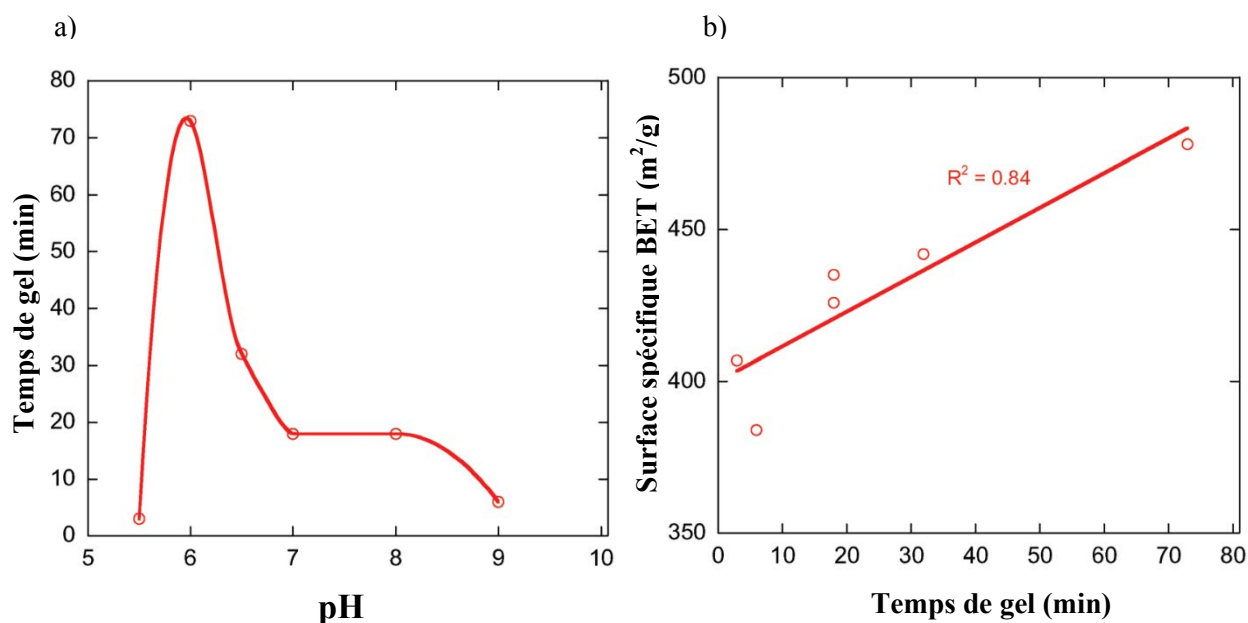 a)
80
70
60
50
40
30
20
10
0
Temps de gel (min)
5 6 7 8 9 10
pH
b)
500
450
400
350
Surface spécifique BET (m²/g)
R² = 0.84
0 10 20 30 40 50 60 70 80
Temps de gel (min)